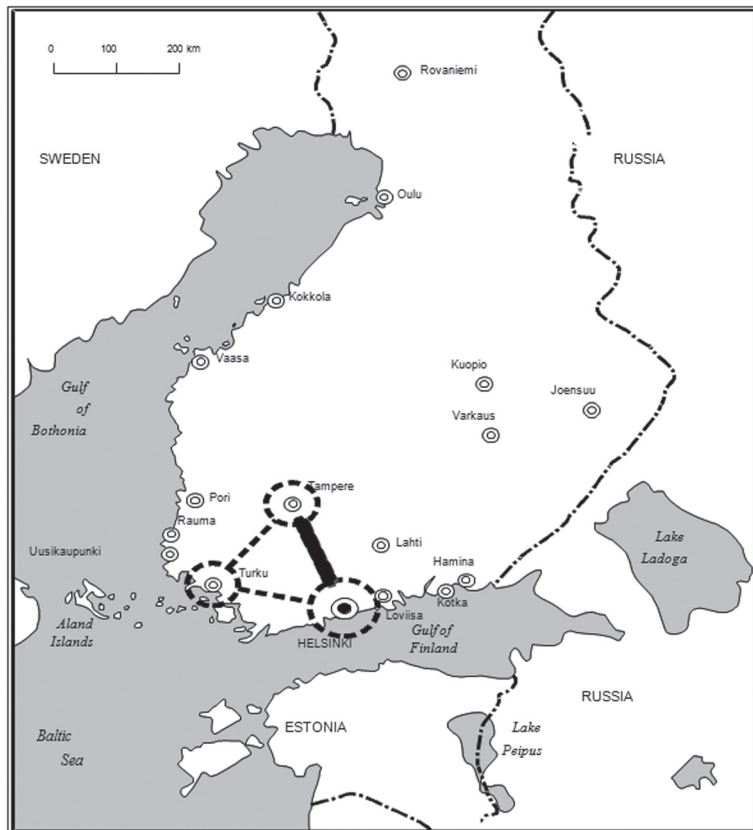 0 100 200 km
Rovaniemi
SWEDEN
RUSSIA
Oulu
Kokkola
Vaasa
Kuopio
Joensuu
Gulf
of
Bothonia
Varkaus
Tampere
Pori
Rauma
Lahti
Lake
Ladoga
Uusikaupunki
Hamina
Turku
Kotka
Loviisa
Aland
Islands
Gulf of
Finland
HELSINKI
RUSSIA
ESTONIA
Lake
Peipus
Baltic
Sea